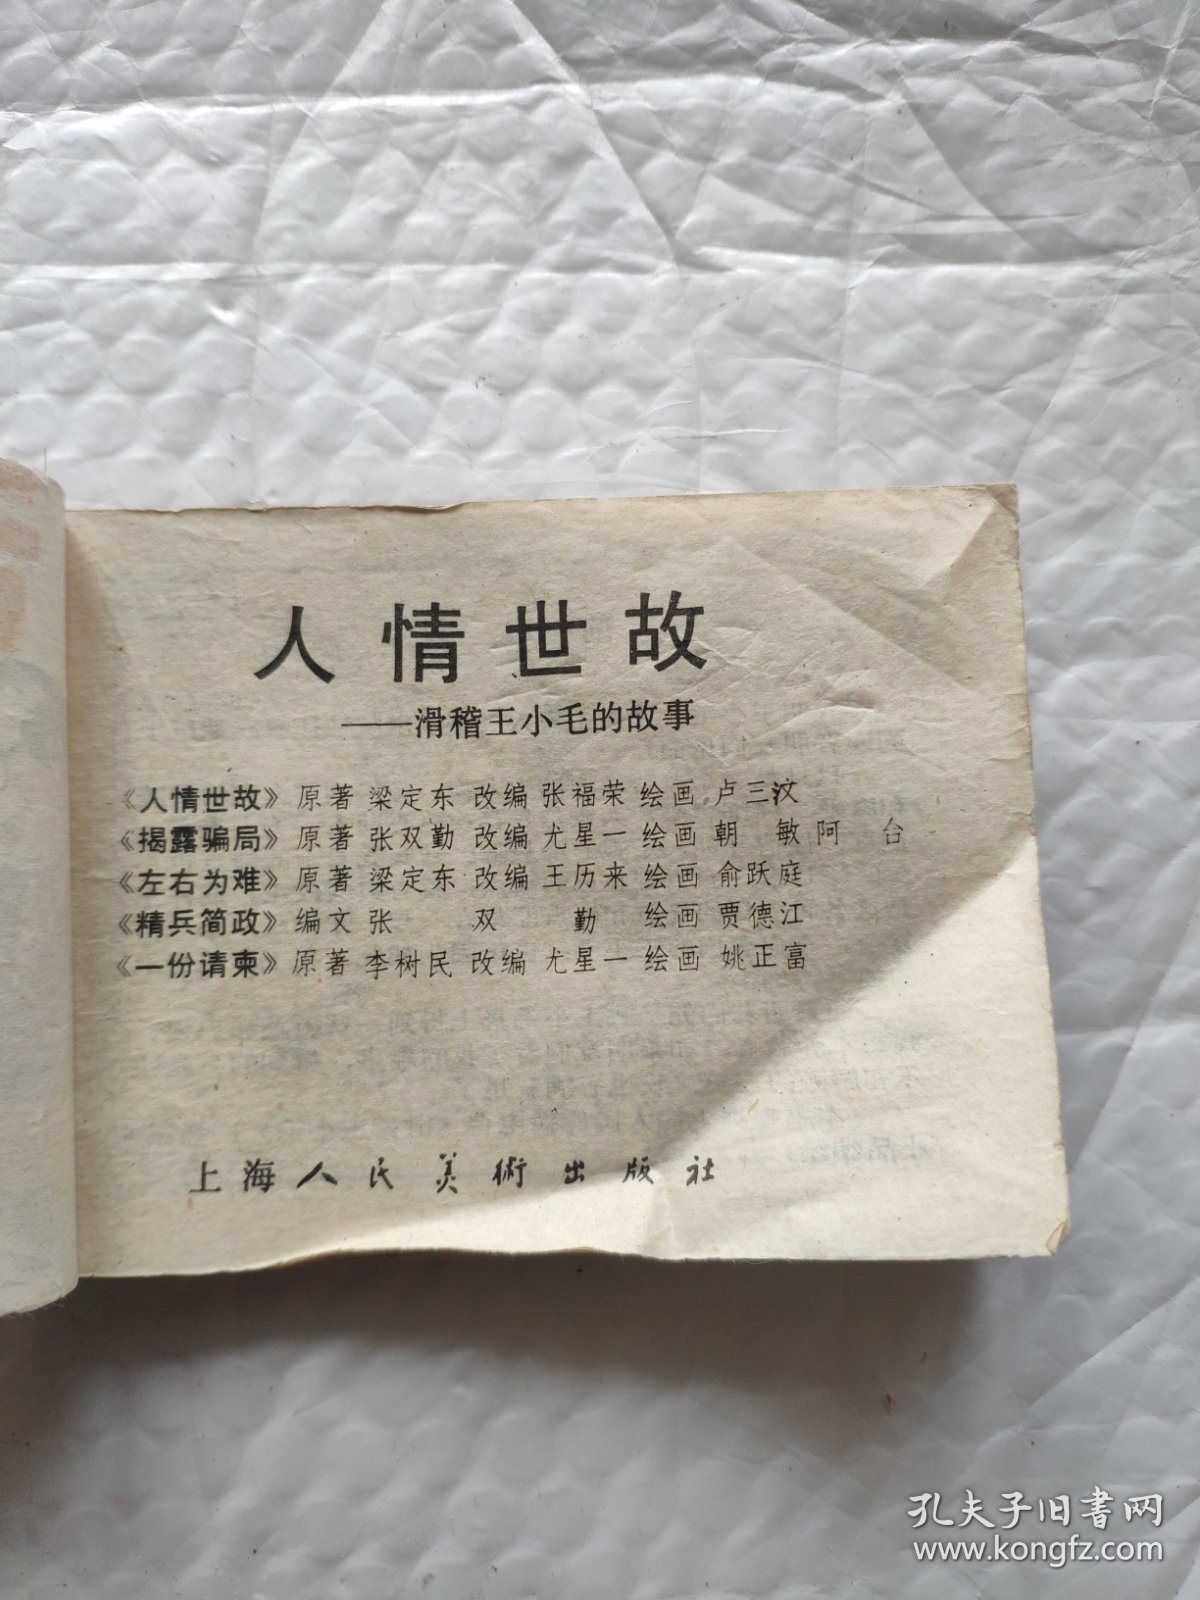 人情世故
——滑稽王小毛的故事
《人情世故》原著 梁定东 改编 张福荣 绘画 卢三汶
《揭露骗局》原著 张双勤 改编 尤星一 绘画 朝 敏 阿 台
《左右为难》原著 梁定东 改编 王历来 绘画 俞跃庭
《精兵简政》编文 张 双 勤 绘画 贾德江
《一份请柬》原著 李树民 改编 尤星一 绘画 姚正富
上海人民美術出版社
孔夫子旧書网
www.kongfz.com